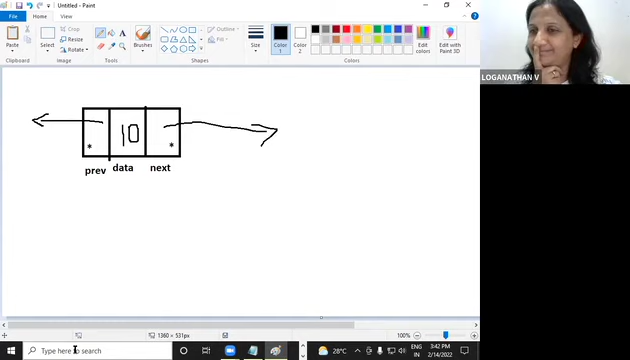 Untitled - Paint
File
Home
View
Paste
Select
Crop
Resize
Rotate
Brushes
Outline
Fill
Size
Color 1
Color 2
Edit colors
Edit with Paint 3D
Clipboard
Image
Tools
Shapes
Colors
LOGANATHAN V
10
*
*
prev
data
next
1360 × 531px
100%
Type here to search
28°C
ENG
IN
3:42 PM
2/14/2022